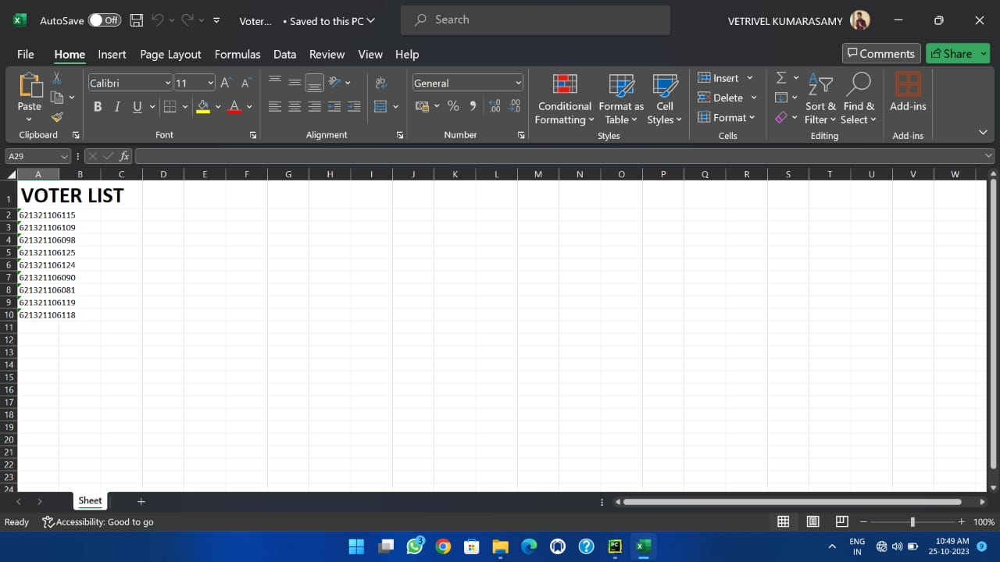 AutoSave Off Voter... • Saved to this PC Search VETRIVEL KUMARASAMY
File Home Insert Page Layout Formulas Data Review View Help Comments Share
Calibri 11 General Insert
Paste B I U A % 9 .00 Conditional Formatting Format as Table Cell Styles Delete Sort & Filter Find & Select Add-ins
Format
Clipboard Font Alignment Number Styles Cells Editing Add-ins
A29 fx
A B C D E F G H I J K L M N O P Q R S T U V W
1 VOTER LIST
2 621321106115
3 621321106109
4 621321106098
5 621321106125
6 621321106124
7 621321106090
8 621321106081
9 621321106119
10 621321106118
11
12
13
14
15
16
17
18
19
20
21
22
23
24
Sheet +
Ready Accessibility: Good to go 100%
3 PC ENG 10:49 AM
IN 25-10-2023 9